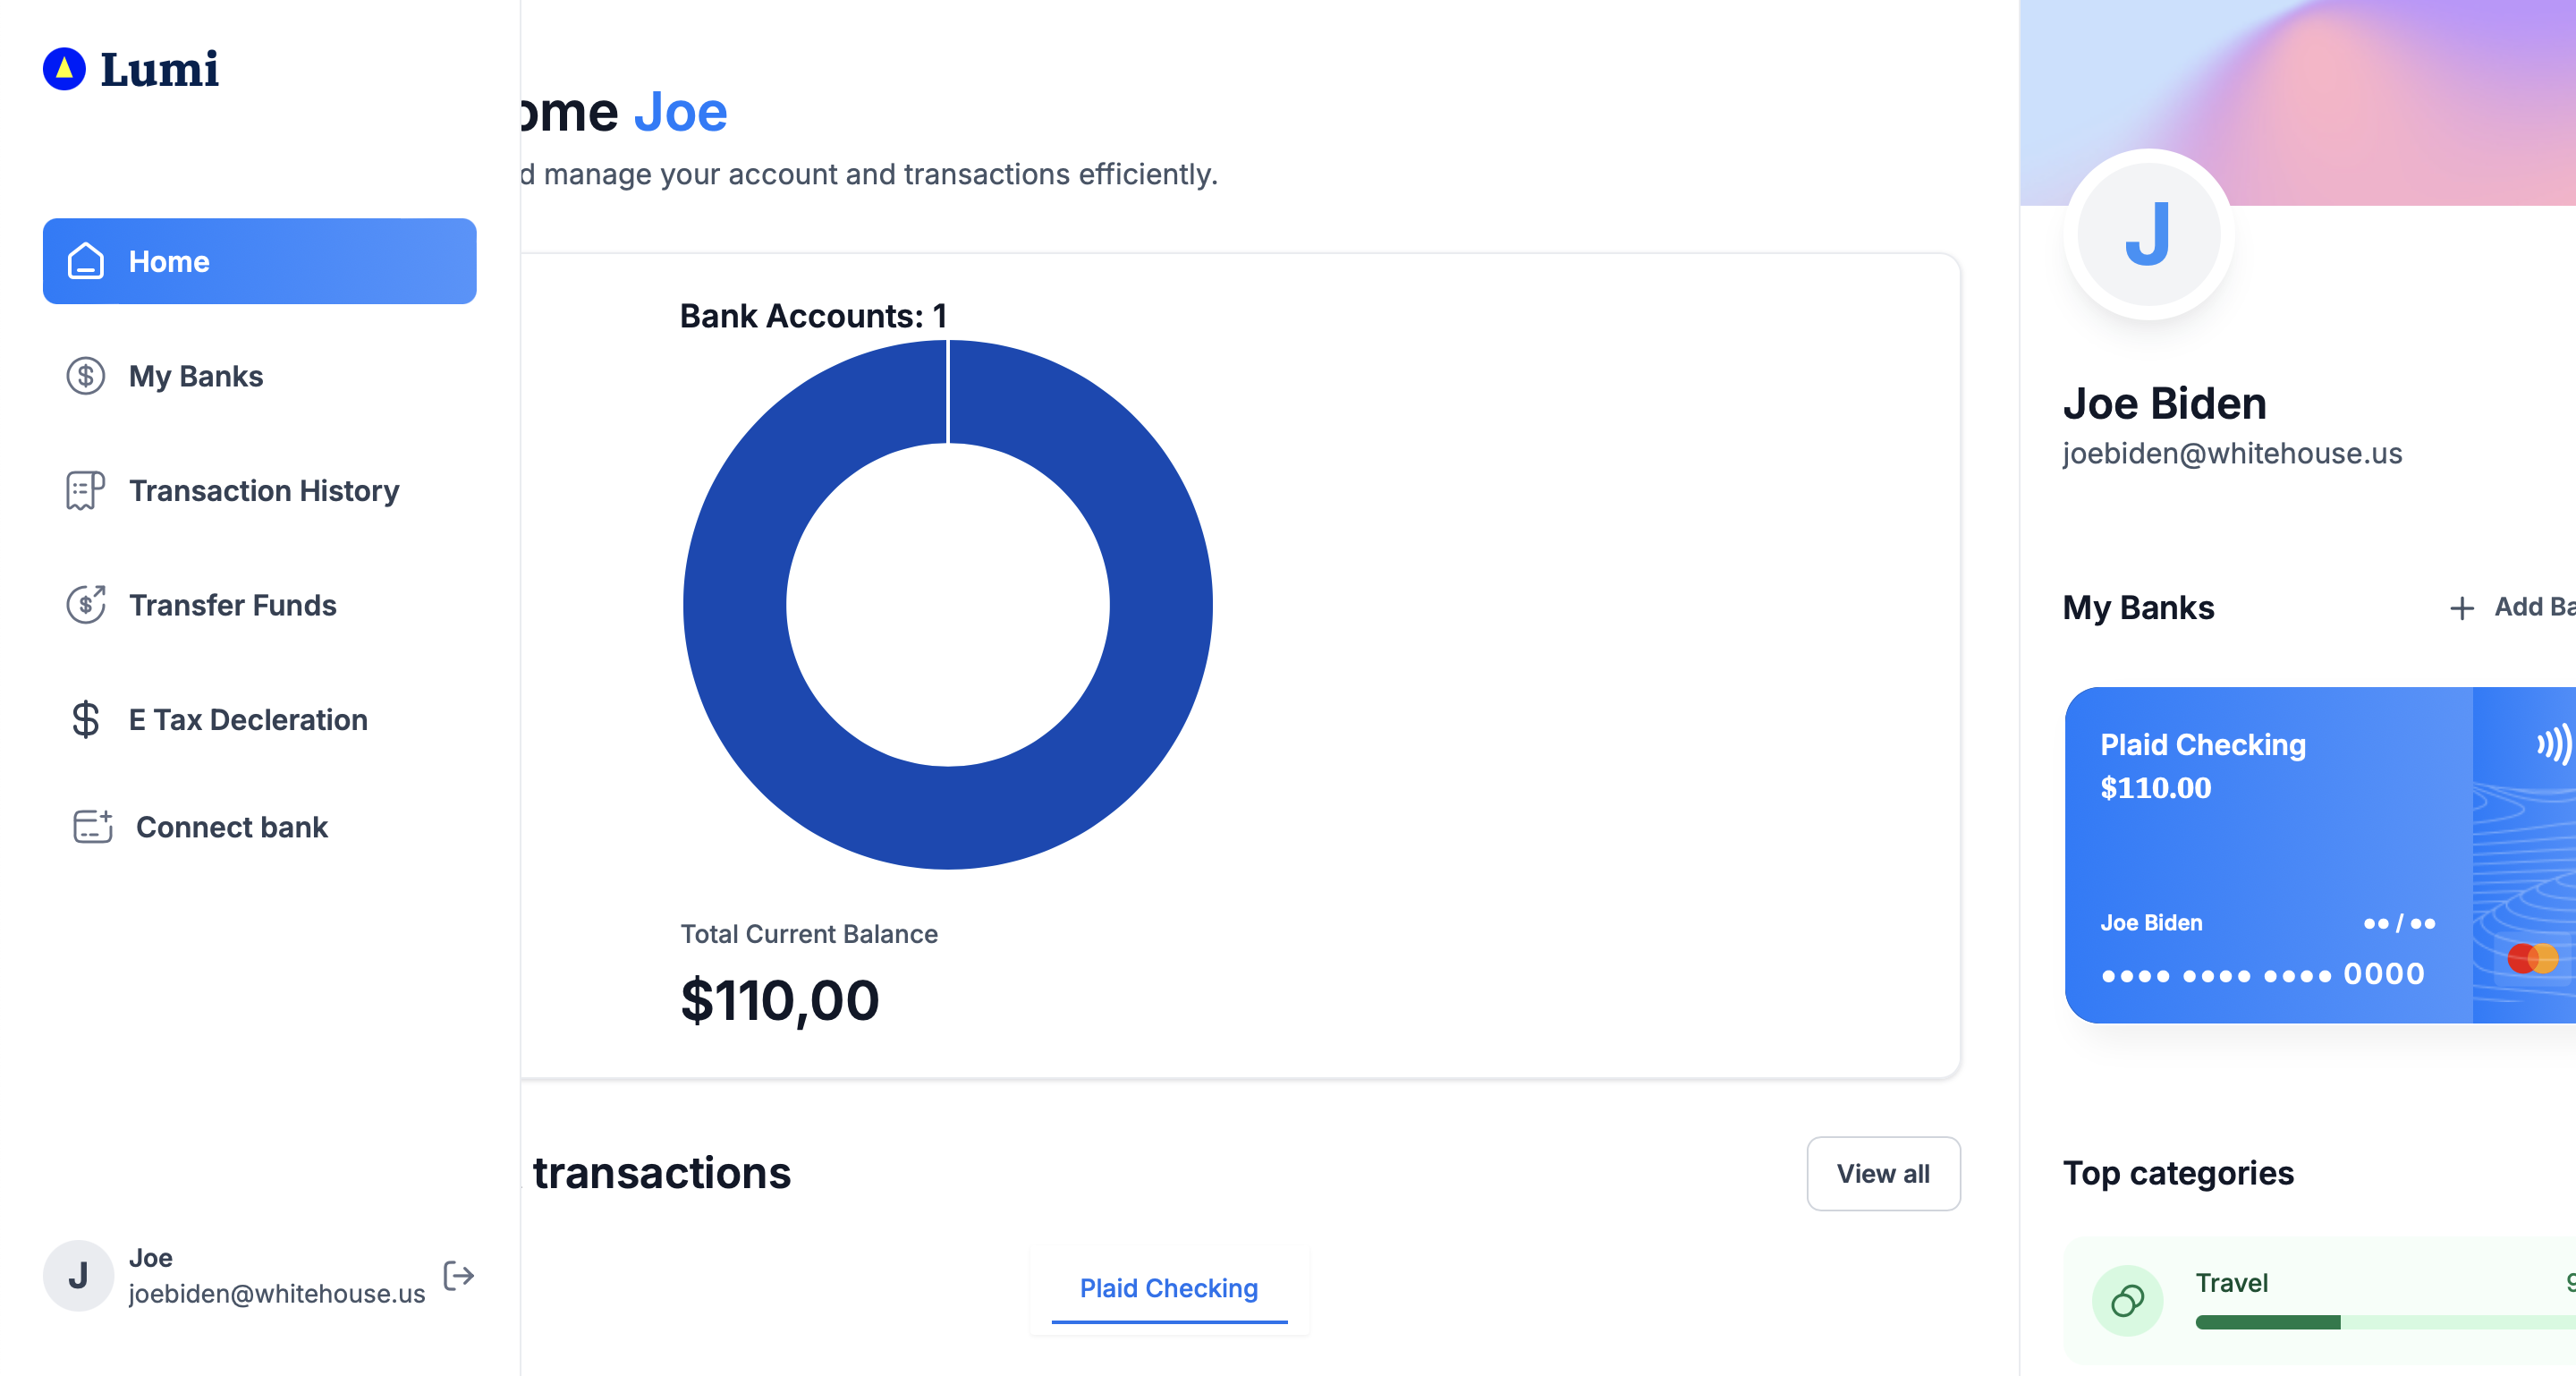 Lumi
Home
My Banks
Transaction History
Transfer Funds
E Tax Decleration
Connect bank
J
Joe
joebiden@whitehouse.us
ome Joe
d manage your account and transactions efficiently.
Bank Accounts: 1
Total Current Balance
$110,00
transactions
View all
Plaid Checking
J
Joe Biden
joebiden@whitehouse.us
My Banks
+ Add Ba
Plaid Checking
$110.00
Joe Biden ●● / ●●
●●●● ●●●● ●●●● 0000
Top categories
Travel